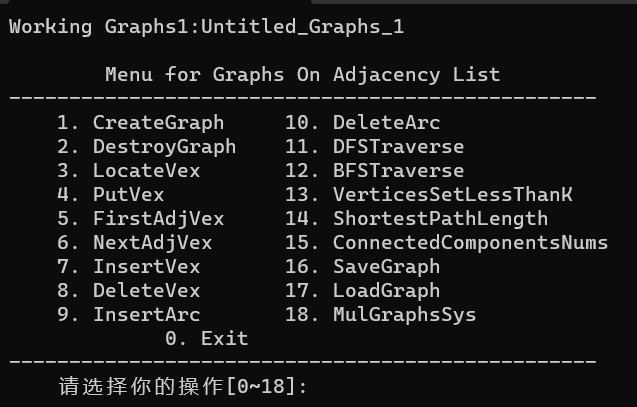 Working Graphs1:Untitled_Graphs_1
Menu for Graphs On Adjacency List
-------------------------------------------------
1. CreateGraph     10. DeleteArc
2. DestroyGraph    11. DFSTraverse
3. LocateVex       12. BFSTraverse
4. PutVex          13. VerticesSetLessThanK
5. FirstAdjVex     14. ShortestPathLength
6. NextAdjVex      15. ConnectedComponentsNums
7. InsertVex       16. SaveGraph
8. DeleteVex       17. LoadGraph
9. InsertArc       18. MulGraphsSys
0. Exit
-------------------------------------------------
请选择你的操作[0~18]: